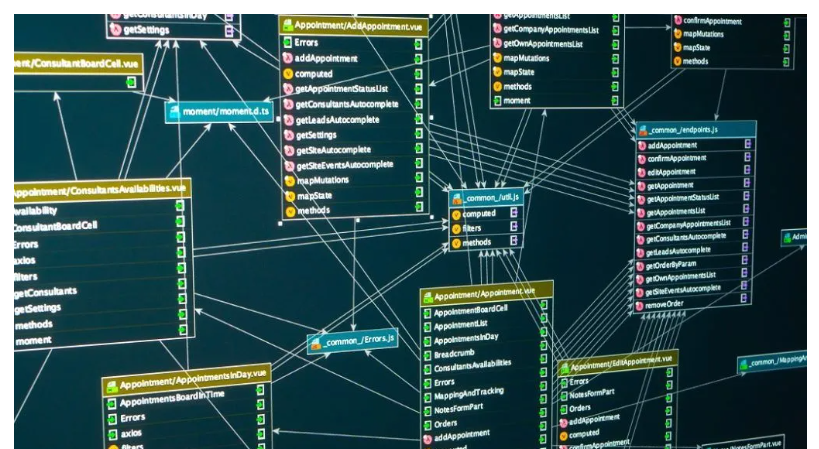 getConsultantsInDay
getSettings
ent/ConsultantBoardCell.vue
moment/moment.d.ts
Appointment/AddAppointment.vue
Errors
addAppointment
computed
getAppointmentStatusList
getConsultantsAutocomplete
getLeadsAutocomplete
getSettings
getSiteAutocomplete
getSiteEventsAutocomplete
mapMutations
mapState
methods
getAppointmentsList
getCompanyAppointmentsList
getOwnAppointmentsList
mapMutations
mapState
methods
moment
confirmAppointment
mapMutations
mapState
methods
_common_/endpoints.js
addAppointment
confirmAppointment
editAppointment
getAppointment
getAppointmentStatusList
getAppointmentsList
getCompanyAppointmentsList
getConsultantsAutocomplete
getLeadsAutocomplete
getOrderByParam
getOwnAppointmentsList
getSiteEventsAutocomplete
removeOrder
Appointment/ConsultantsAvailabilities.vue
Availability
ConsultantBoardCell
Errors
axios
filters
getConsultants
getSettings
methods
moment
_common_/util.js
computed
filters
methods
_common_/Errors.js
Appointment/AppointmentsInDay.vue
AppointmentsBoardInTime
Errors
axios
filters
Appointment/Appointment.vue
AppointmentBoardCell
AppointmentList
AppointmentsInDay
Breadcrumb
ConsultantsAvailabilities
Errors
MappingAndTracking
NotesFormPart
Orders
addAppointment
computed
Appointment/EditAppointment.vue
Errors
NotesFormPart
Orders
addAppointment
computed
confirmAppointment
Admi
_common_/MappingAn
/NotesFormPart.vue